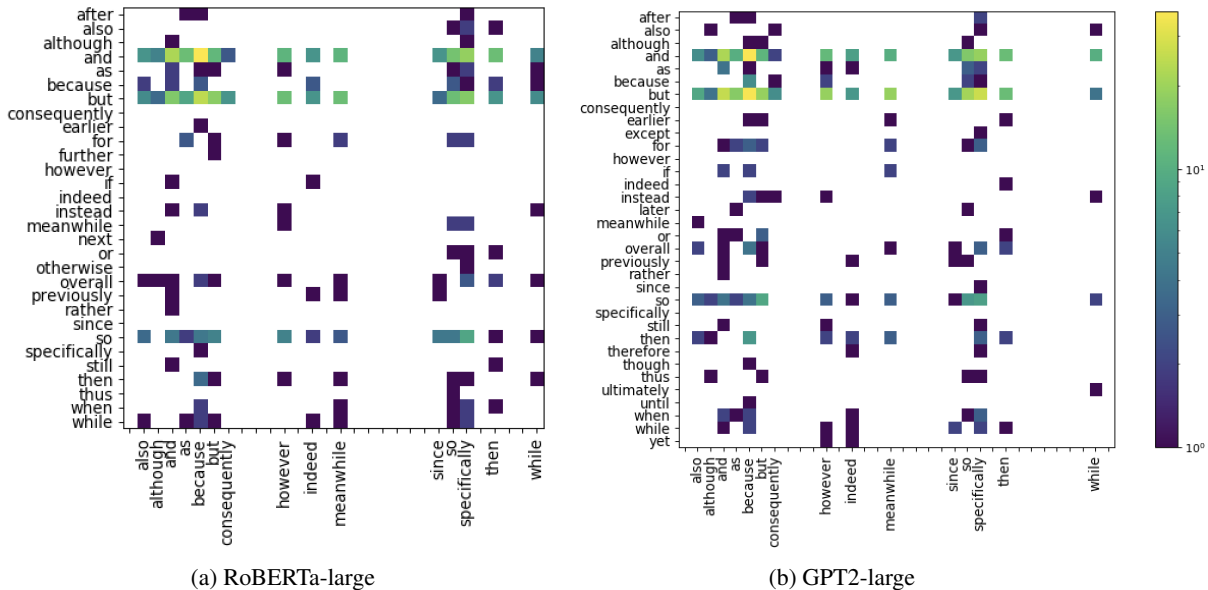 after
also
although
and
as
because
but
consequently
earlier
for
further
however
if
indeed
instead
meanwhile
next
or
otherwise
overall
previously
rather
since
so
specifically
still
then
thus
when
while
also
although
and
as
because
but
consequently
however
indeed
meanwhile
since
so
specifically
then
while
(a) RoBERTa-large
after
also
although
and
as
because
but
consequently
earlier
except
for
however
if
indeed
instead
later
meanwhile
or
overall
previously
rather
since
so
specifically
still
then
therefore
though
thus
ultimately
until
when
while
yet
also
although
and
as
because
but
consequently
however
indeed
meanwhile
since
so
specifically
then
while
(b) GPT2-large
10¹
10⁰